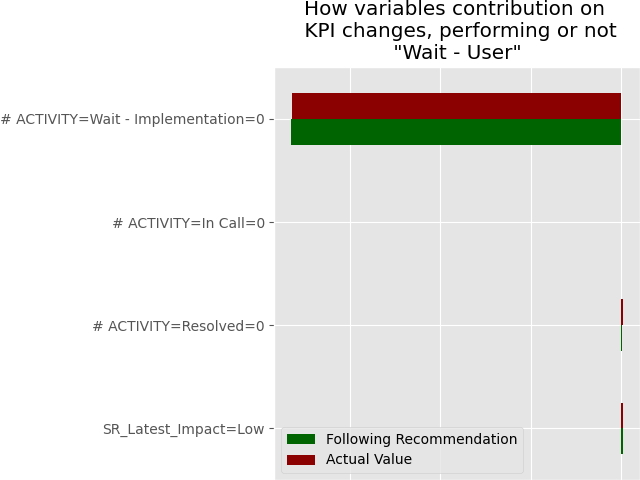 How variables contribution on
KPI changes, performing or not
"Wait - User"
# ACTIVITY=Wait - Implementation=0
# ACTIVITY=In Call=0
# ACTIVITY=Resolved=0
SR_Latest_Impact=Low
Following Recommendation
Actual Value